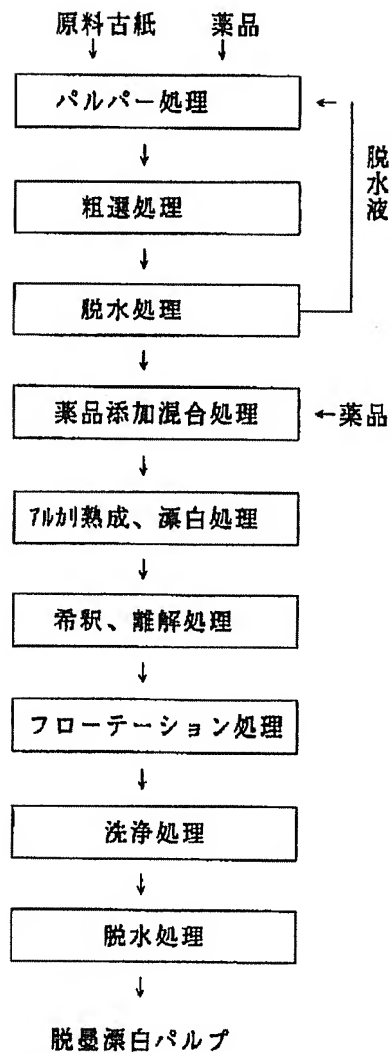 原料古紙 薬品
パルパー処理
脱水液
粗選処理
脱水処理
薬品添加混合処理 薬品
ｱﾙｶﾘ熟成、漂白処理
希釈、離解処理
フローテーション処理
洗浄処理
脱水処理
脱墨漂白パルプ